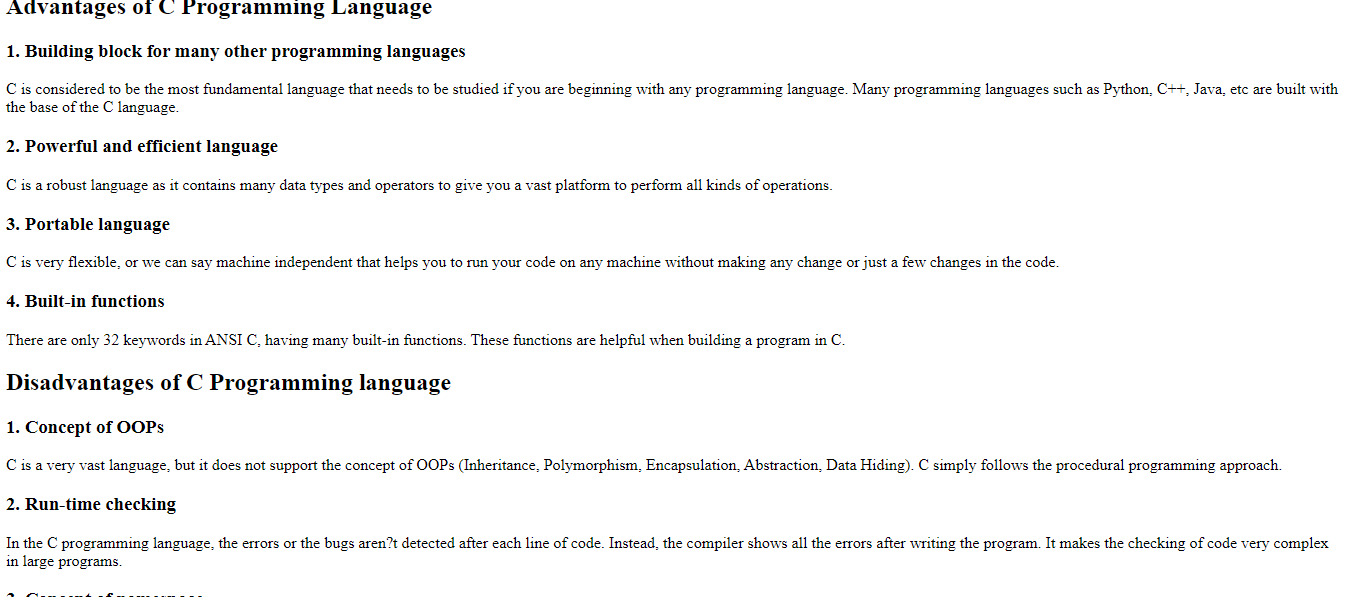 Advantages of C Programming Language
1. Building block for many other programming languages
C is considered to be the most fundamental language that needs to be studied if you are beginning with any programming language. Many programming languages such as Python, C++, Java, etc are built with
the base of the C language.
2. Powerful and efficient language
C is a robust language as it contains many data types and operators to give you a vast platform to perform all kinds of operations.
3. Portable language
C is very flexible, or we can say machine independent that helps you to run your code on any machine without making any change or just a few changes in the code.
4. Built-in functions
There are only 32 keywords in ANSI C, having many built-in functions. These functions are helpful when building a program in C.
Disadvantages of C Programming language
1. Concept of OOPs
C is a very vast language, but it does not support the concept of OOPs (Inheritance, Polymorphism, Encapsulation, Abstraction, Data Hiding). C simply follows the procedural programming approach.
2. Run-time checking
In the C programming language, the errors or the bugs aren?t detected after each line of code. Instead, the compiler shows all the errors after writing the program. It makes the checking of code very complex
in large programs.